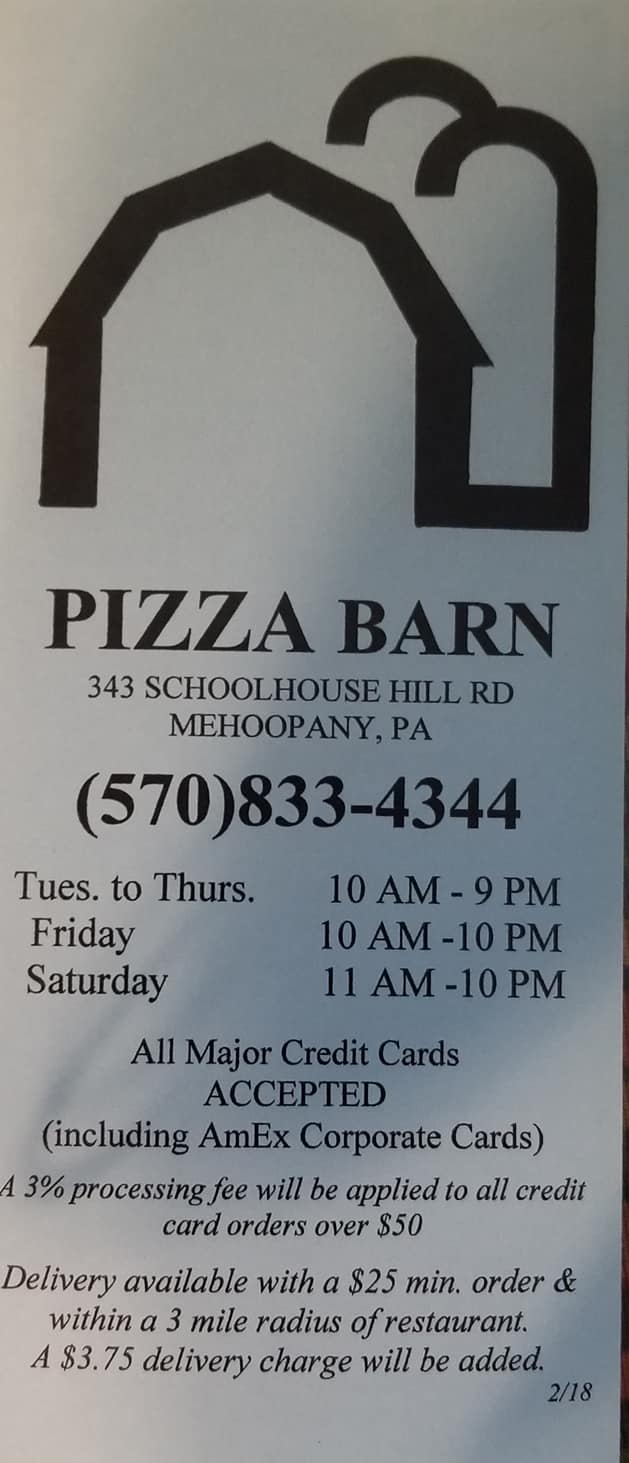 PIZZA BARN
343 SCHOOLHOUSE HILL RD
MEHOOPANY, PA
(570)833-4344
Tues. to Thurs. 10 AM - 9 PM
Friday 10 AM -10 PM
Saturday 11 AM -10 PM
All Major Credit Cards
ACCEPTED
(including AmEx Corporate Cards)
A 3% processing fee will be applied to all credit
card orders over $50
Delivery available with a $25 min. order &
within a 3 mile radius of restaurant.
A $3.75 delivery charge will be added.
2/18